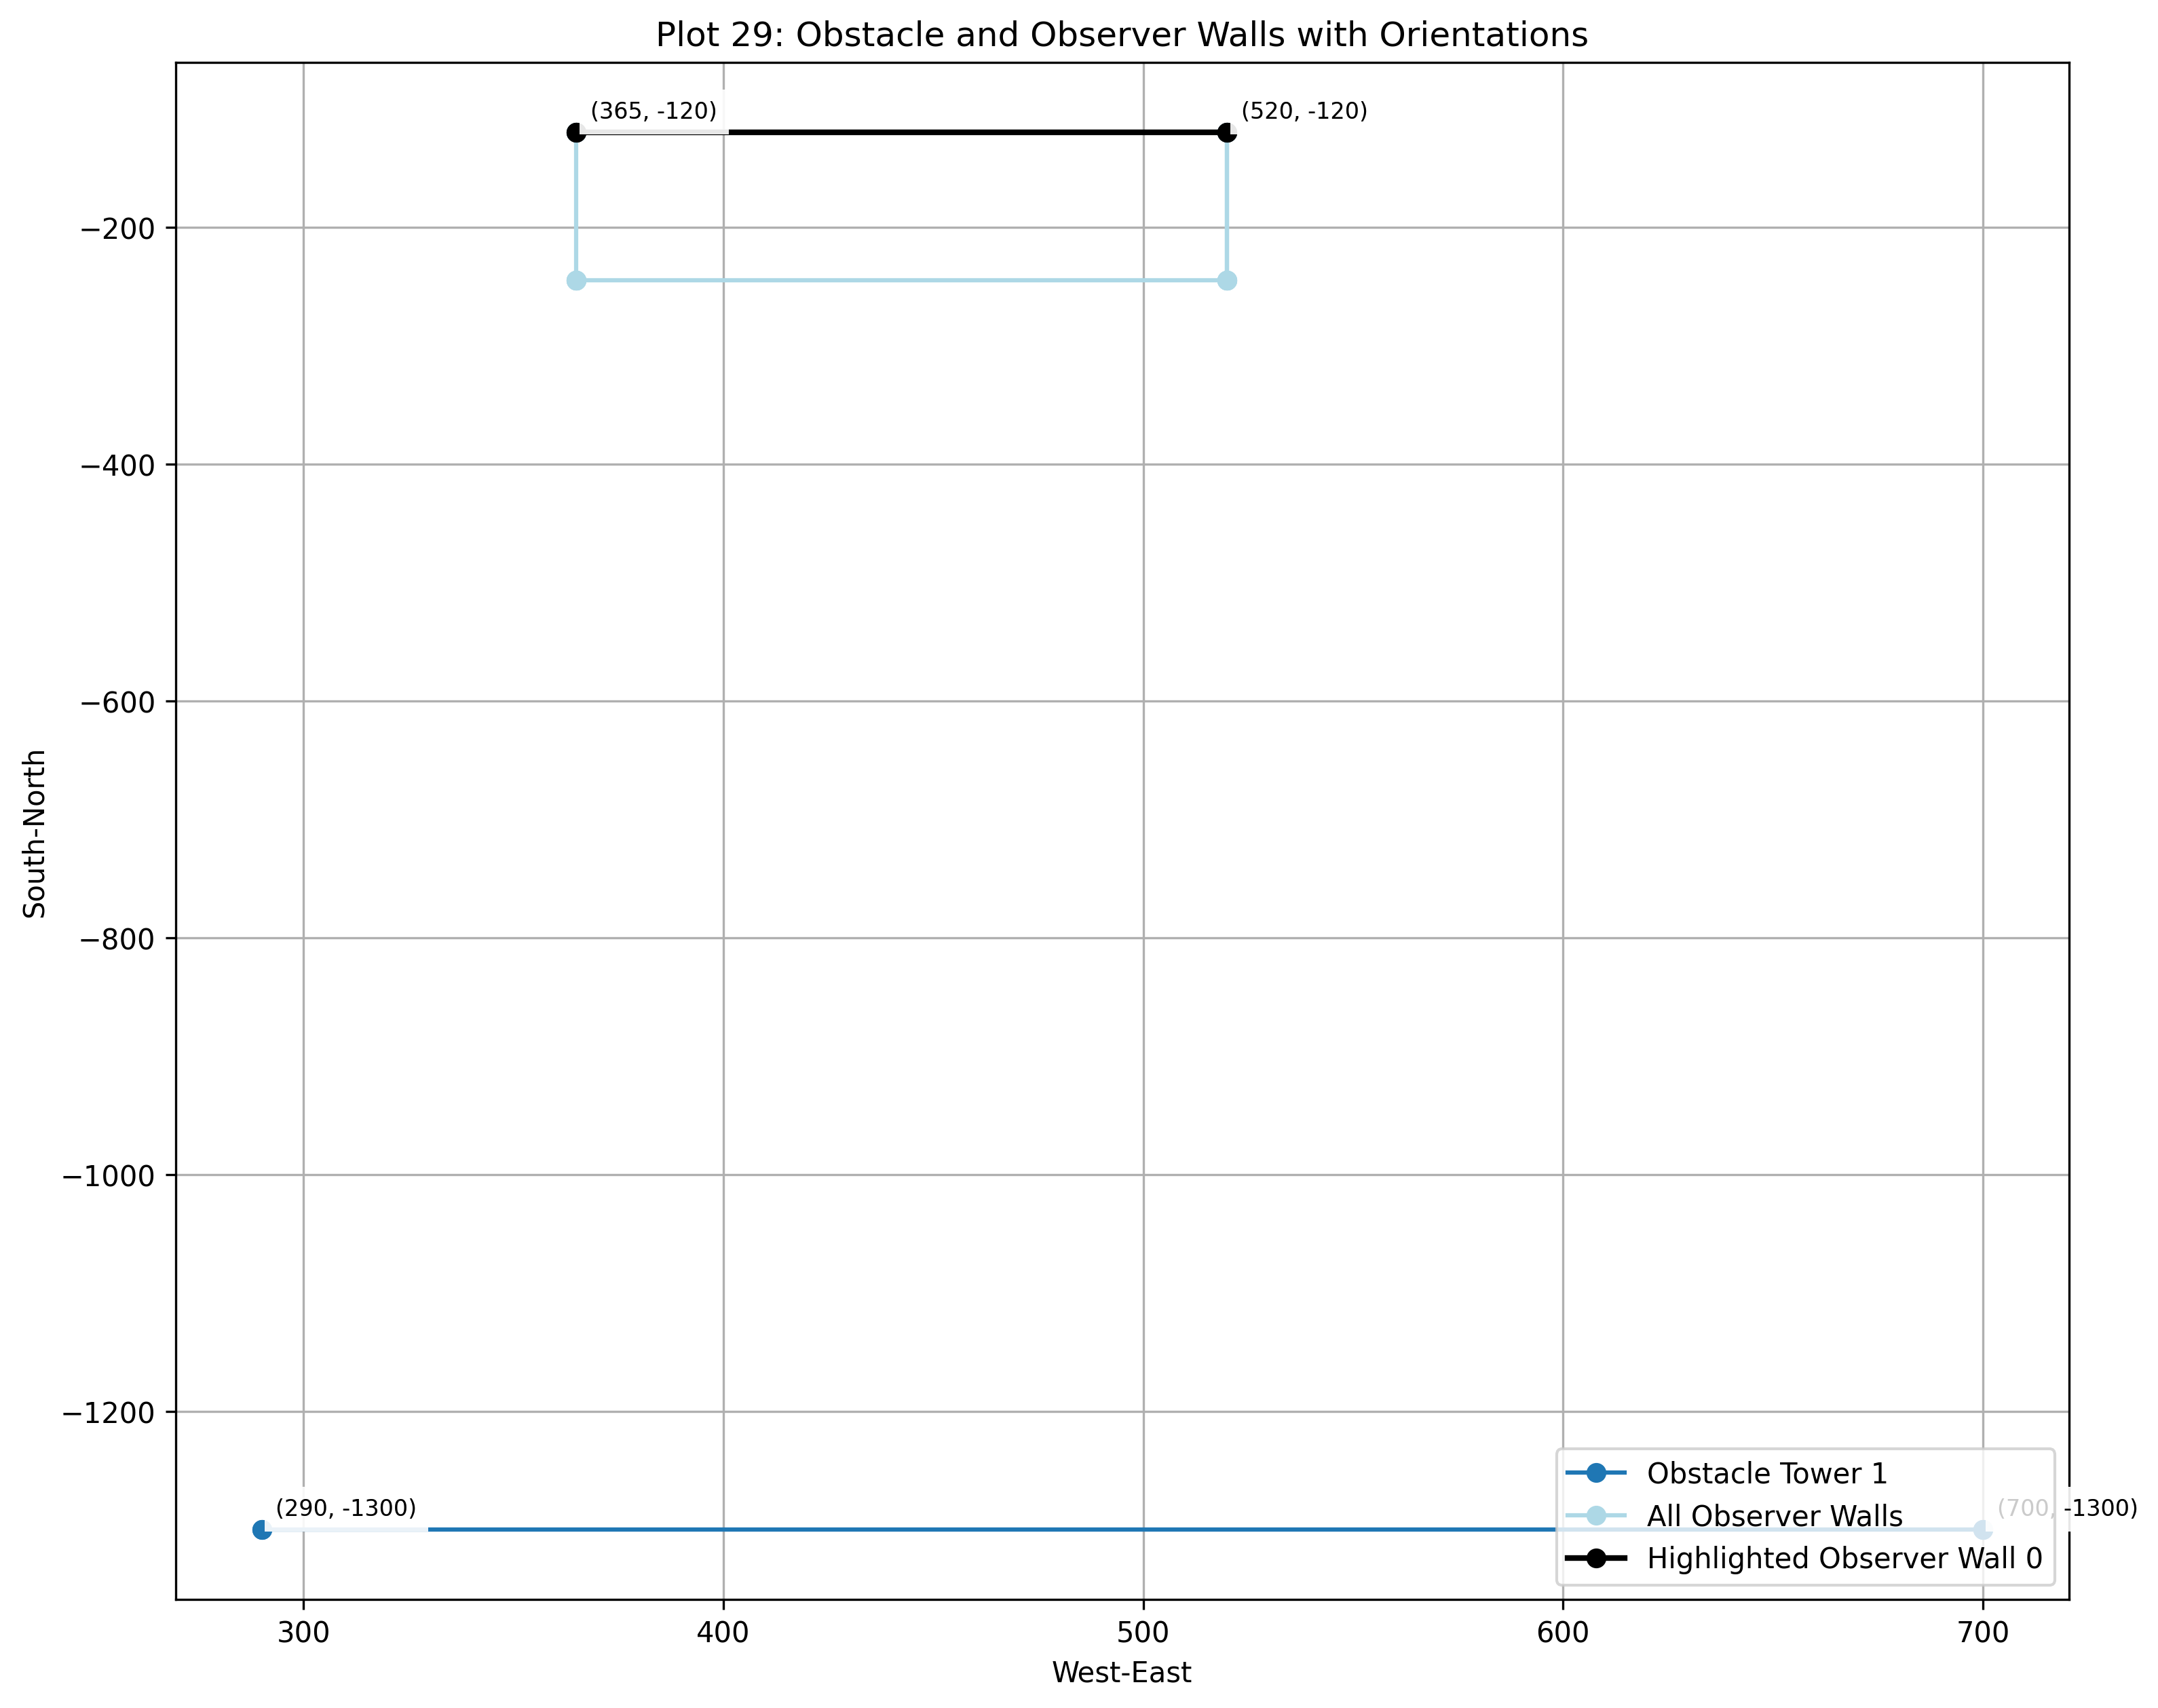 Plot 29: Obstacle and Observer Walls with Orientations
(365, -120)
(520, -120)
−200
−400
−600
−800
−1000
−1200
South-North
(290, -1300)
(700, -1300)
Obstacle Tower 1
All Observer Walls
Highlighted Observer Wall 0
300
400
500
600
700
West-East